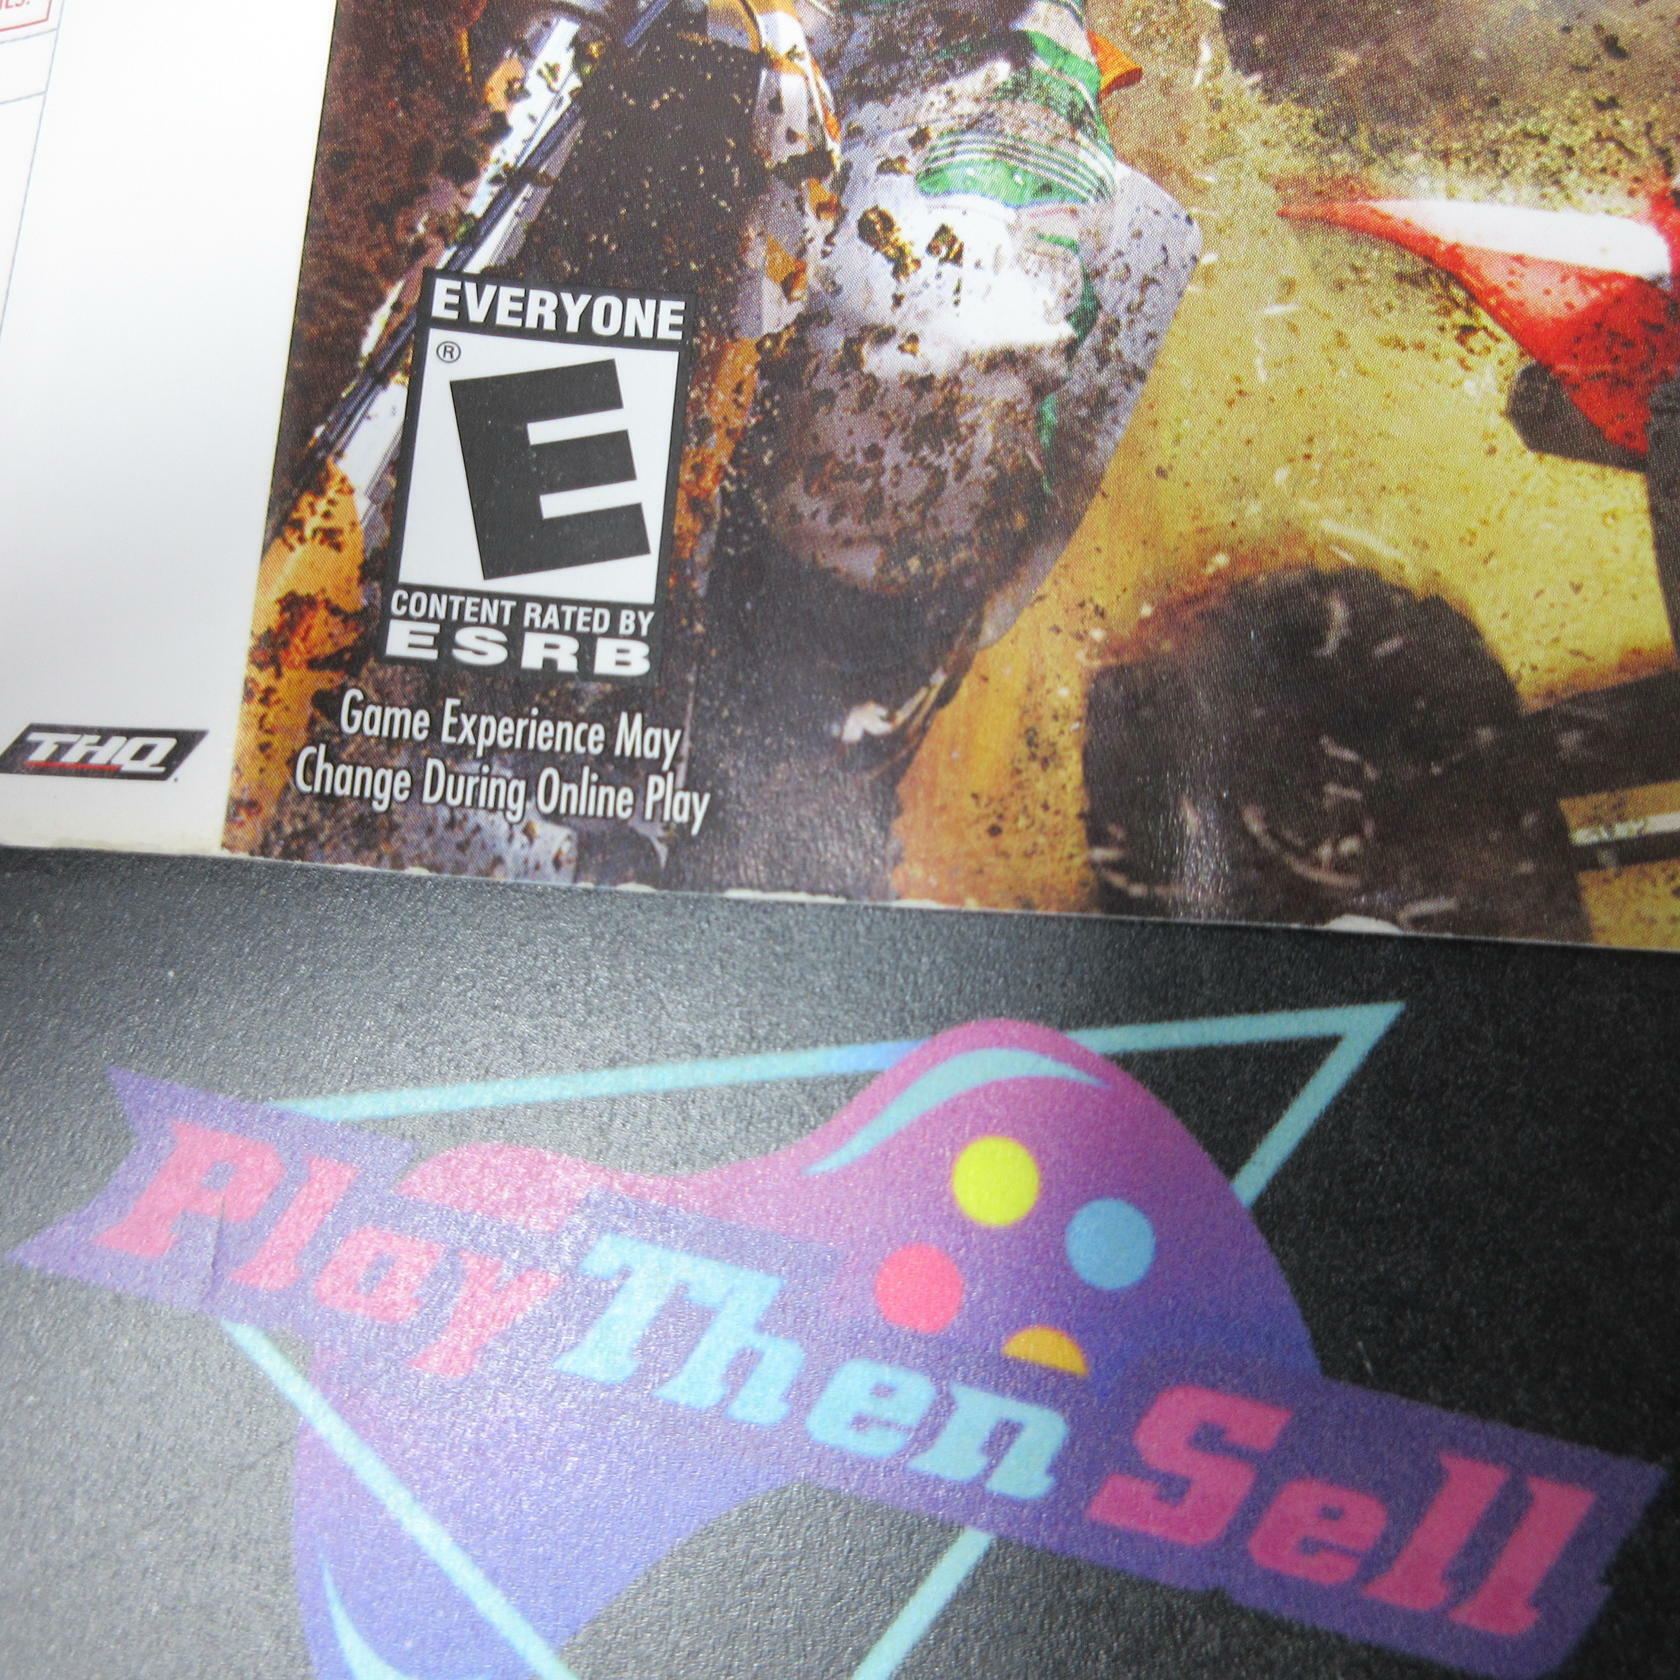 EVERYONE
®
E
CONTENT RATED BY
ESRB
Game Experience May
Change During Online Play
THQ
Play Then Sell